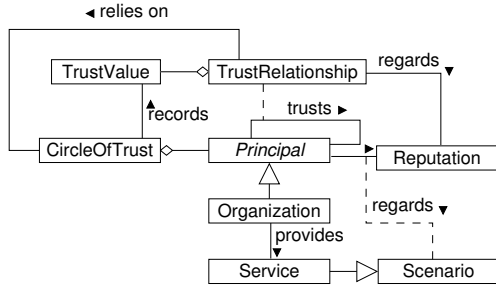 ◄ relies on
TrustValue
TrustRelationship
regards ▼
records ▲
trusts ►
CircleOfTrust
Principal
►
Reputation
Organization
regards ▼
provides ▼
Service
Scenario